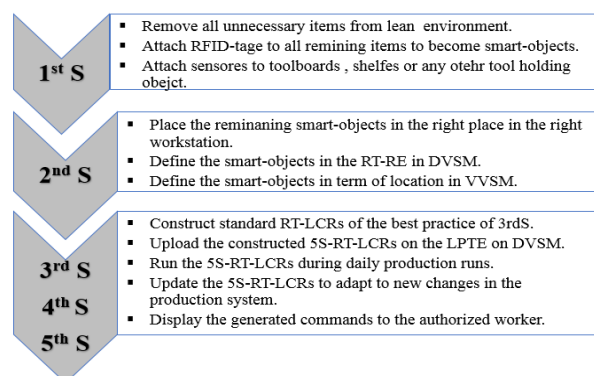 1st S
▪ Remove all unnecessary items from lean environment.
▪ Attach RFID-tage to all remining items to become smart-objects.
▪ Attach sensores to toolboards , shelfes or any otehr tool holding
obejct.
2nd S
▪ Place the reminaning smart-objects in the right place in the right
workstation.
▪ Define the smart-objects in the RT-RE in DVSM.
▪ Define the smart-objects in term of location in VVSM.
3rd S
4th S
5th S
▪ Construct standard RT-LCRs of the best practice of 3rdS.
▪ Upload the constructed 5S-RT-LCRs on the LPTE on DVSM.
▪ Run the 5S-RT-LCRs during daily production runs.
▪ Update the 5S-RT-LCRs to adapt to new changes in the
production system.
▪ Display the generated commands to the authorized worker.